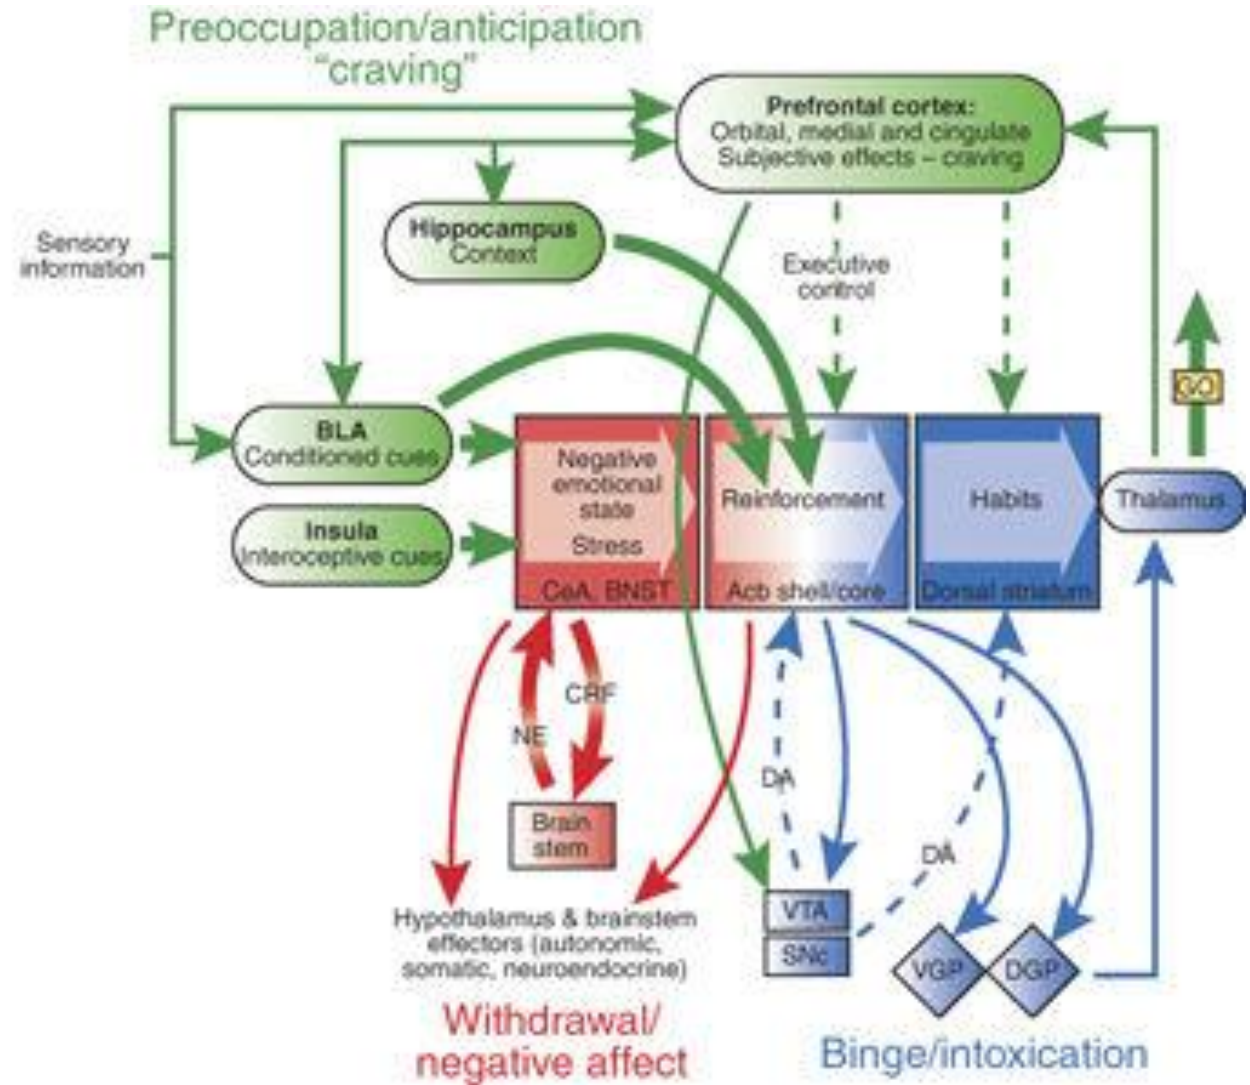 Preoccupation/anticipation
“craving”
Prefrontal cortex:
Orbital, medial and cingulate
Subjective effects – craving
Hippocampus
Context
Sensory
information
Executive
control
GO!
BLA
Conditioned cues
Insula
Interoceptive cues
Negative
emotional
state
Stress
CeA, BNST
Reinforcement
Acb shell/core
Habits
Dorsal striatum
Thalamus
NE
CRF
Brain
stem
DA
DA
VTA
SNc
VGP
DGP
Hypothalamus & brainstem
effectors (autonomic,
somatic, neuroendocrine)
Withdrawal/
negative affect
Binge/intoxication